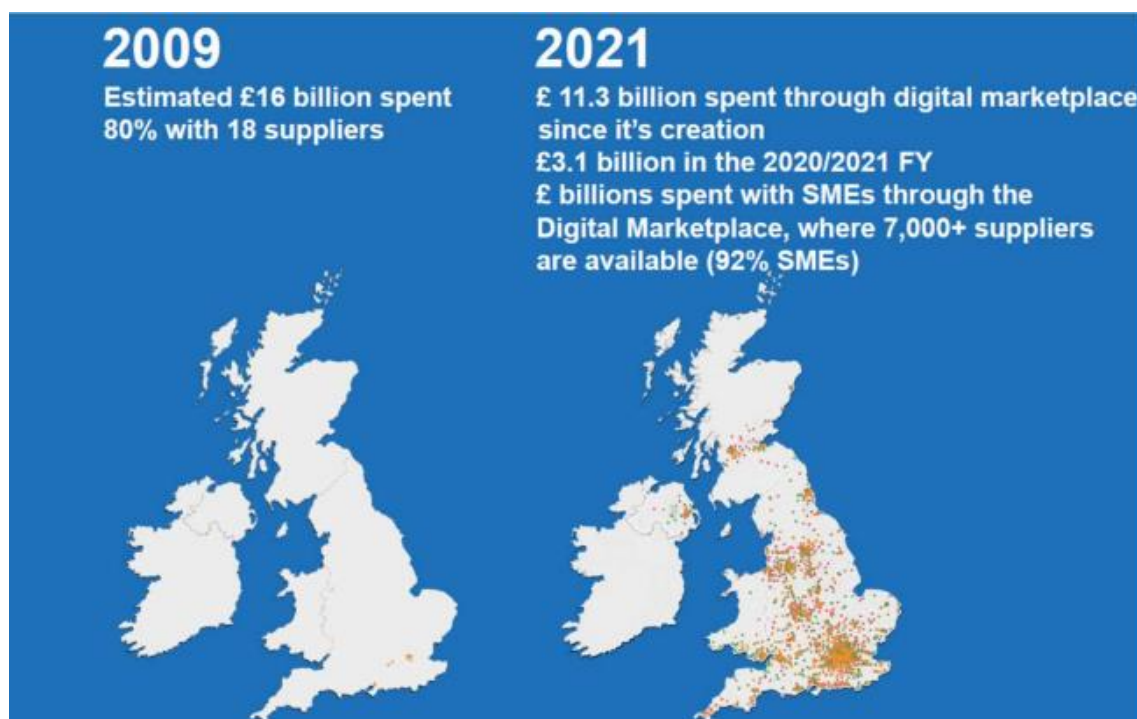 2009
Estimated £16 billion spent
80% with 18 suppliers
2021
£ 11.3 billion spent through digital marketplace
since it's creation
£3.1 billion in the 2020/2021 FY
£ billions spent with SMEs through the
Digital Marketplace, where 7,000+ suppliers
are available (92% SMEs)